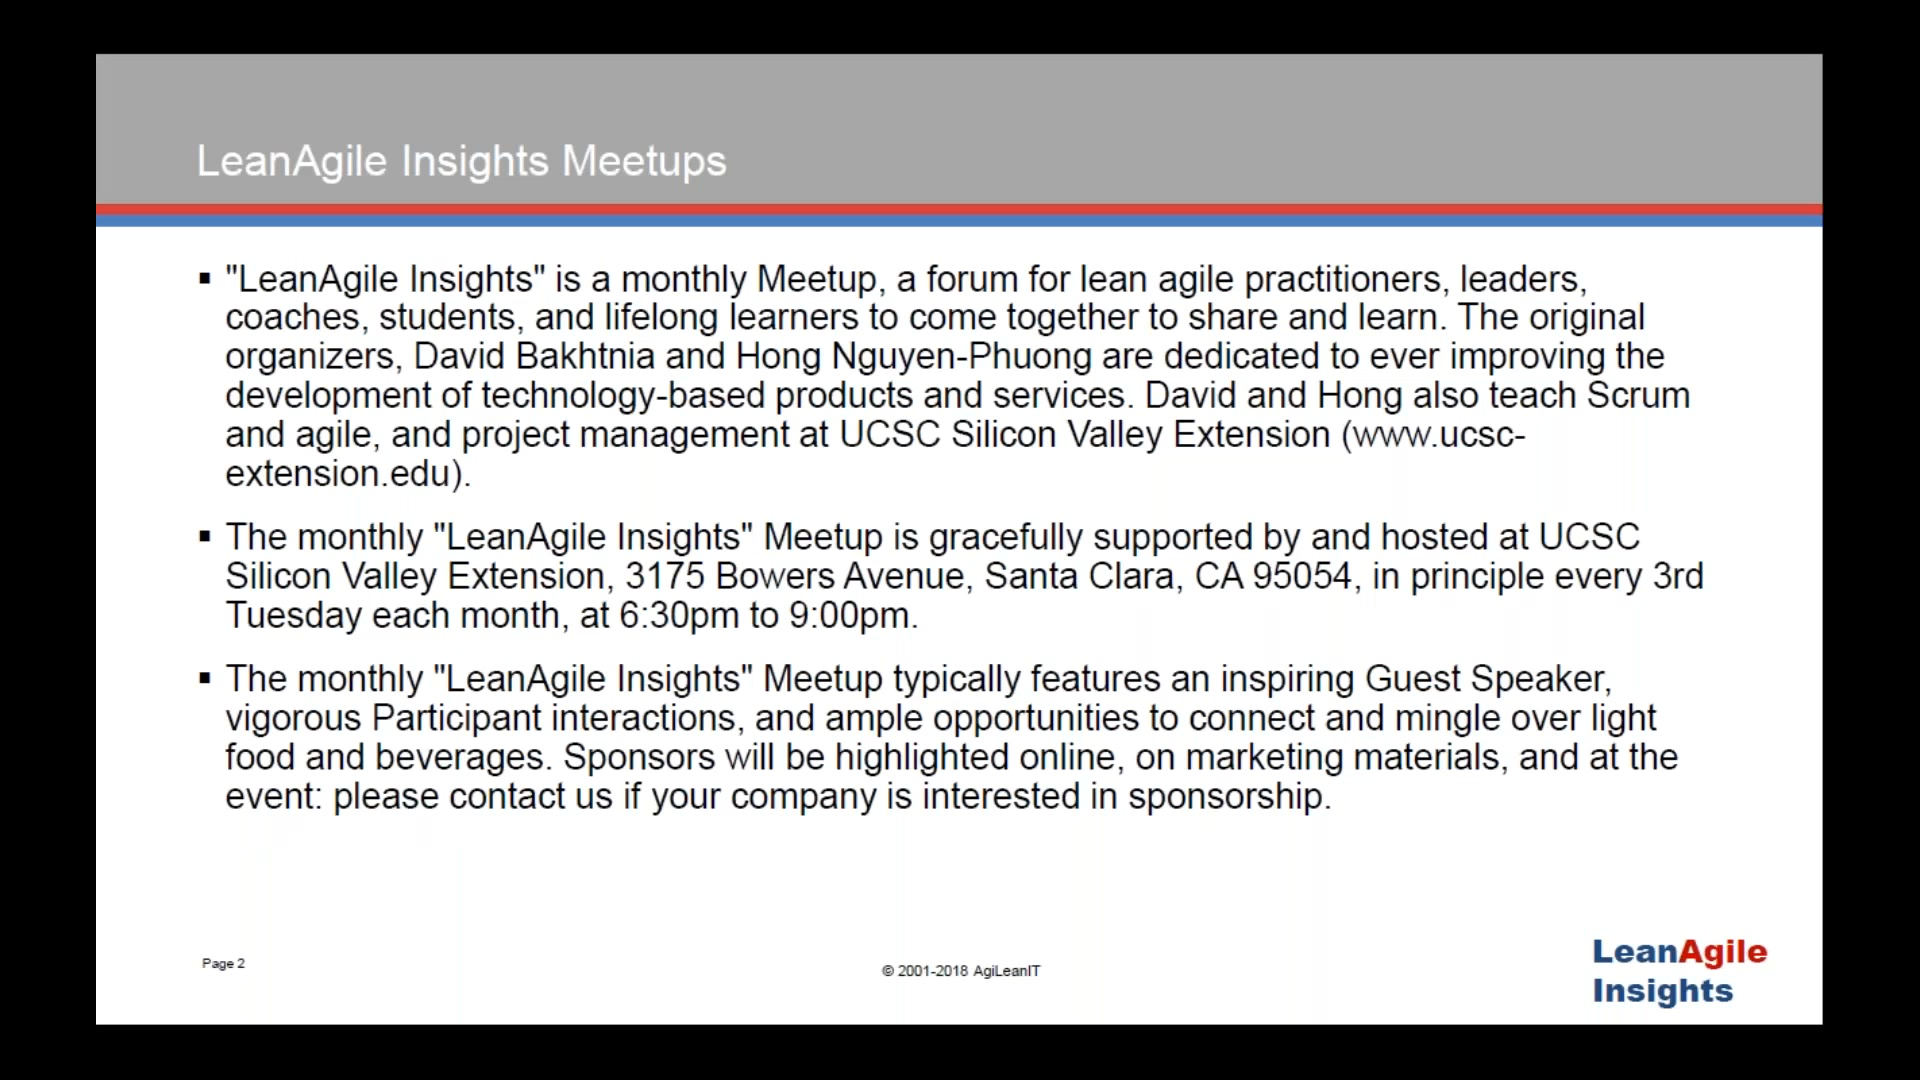 LeanAgile Insights Meetups
▪ "LeanAgile Insights" is a monthly Meetup, a forum for lean agile practitioners, leaders,
coaches, students, and lifelong learners to come together to share and learn. The original
organizers, David Bakhtnia and Hong Nguyen-Phuong are dedicated to ever improving the
development of technology-based products and services. David and Hong also teach Scrum
and agile, and project management at UCSC Silicon Valley Extension (www.ucsc-
extension.edu).
▪ The monthly "LeanAgile Insights" Meetup is gracefully supported by and hosted at UCSC
Silicon Valley Extension, 3175 Bowers Avenue, Santa Clara, CA 95054, in principle every 3rd
Tuesday each month, at 6:30pm to 9:00pm.
▪ The monthly "LeanAgile Insights" Meetup typically features an inspiring Guest Speaker,
vigorous Participant interactions, and ample opportunities to connect and mingle over light
food and beverages. Sponsors will be highlighted online, on marketing materials, and at the
event: please contact us if your company is interested in sponsorship.
Page 2
© 2001-2018 AgiLeanIT
LeanAgile
Insights